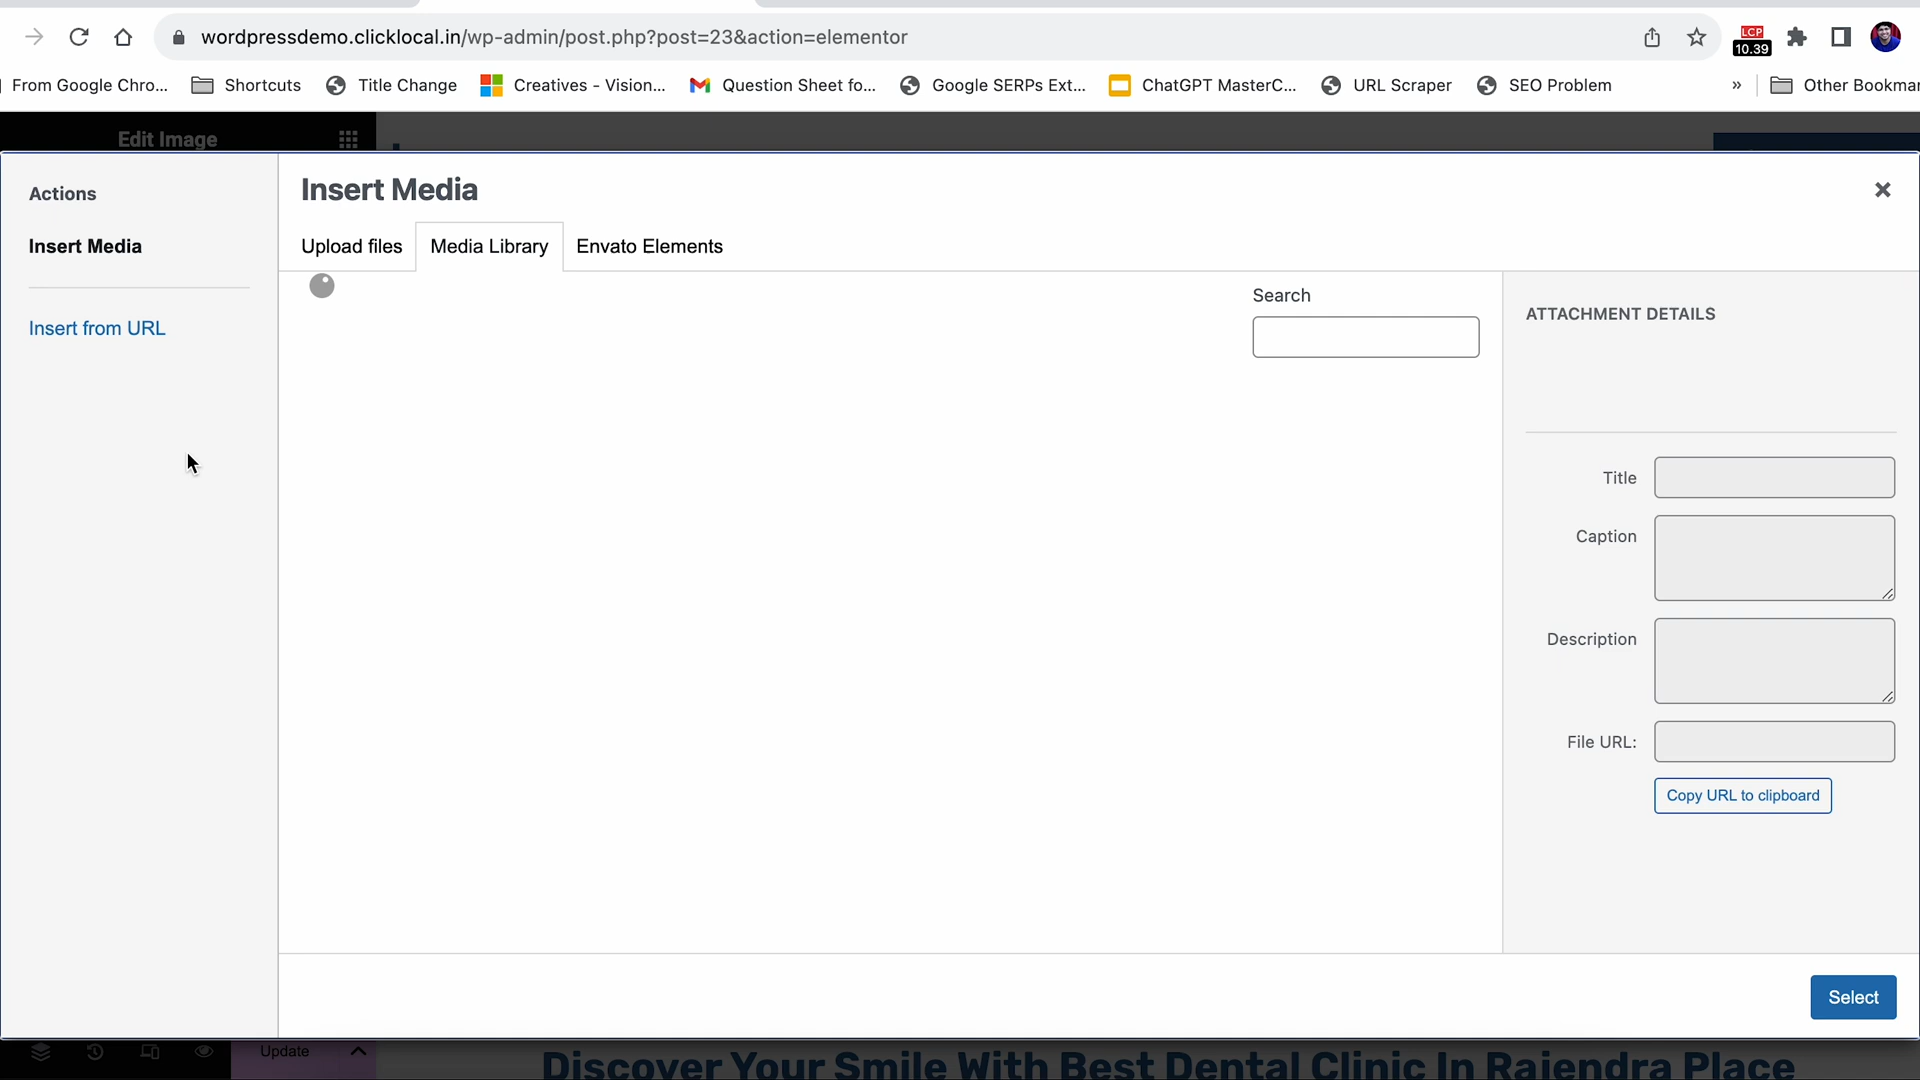 wordpressdemo.clicklocal.in/wp-admin/post.php?post=23&action=elementor
LCP
10.39
From Google Chro...
Shortcuts
Title Change
Creatives - Vision...
Question Sheet fo...
Google SERPs Ext...
ChatGPT MasterC...
URL Scraper
SEO Problem
»
Other Bookmar
Edit Image
Actions
Insert Media
Insert from URL
Insert Media
Upload files
Media Library
Envato Elements
Search
ATTACHMENT DETAILS
Title
Caption
Description
File URL:
Copy URL to clipboard
Select
Update
Discover Your Smile With Best Dental Clinic In Rajendra Place